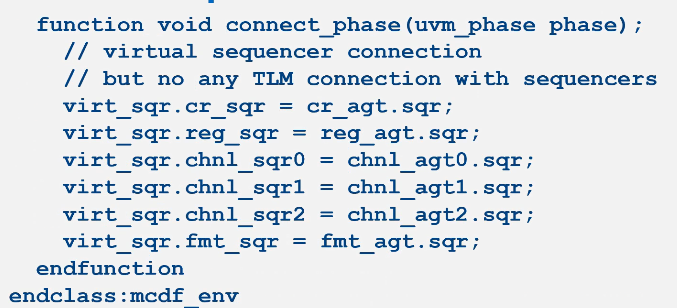 function void connect_phase(uvm_phase phase);
// virtual sequencer connection
// but no any TLM connection with sequencers
virt_sqr.cr_sqr = cr_agt.sqr;
virt_sqr.reg_sqr = reg_agt.sqr;
virt_sqr.chnl_sqr0 = chnl_agt0.sqr;
virt_sqr.chnl_sqr1 = chnl_agt1.sqr;
virt_sqr.chnl_sqr2 = chnl_agt2.sqr;
virt_sqr.fmt_sqr = fmt_agt.sqr;
endfunction
endclass:mcdf_env